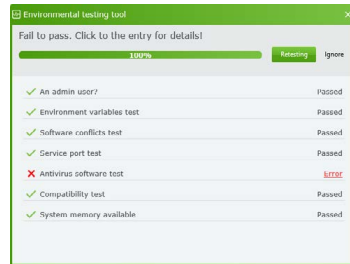 Environmental testing tool
Fail to pass. Click to the entry for details!
100%
Retesting Ignore
An admin user? Passed
Environment variables test Passed
Software conflicts test Passed
Service port test Passed
Antivirus software test Error
Compatibility test Passed
System memory available Passed